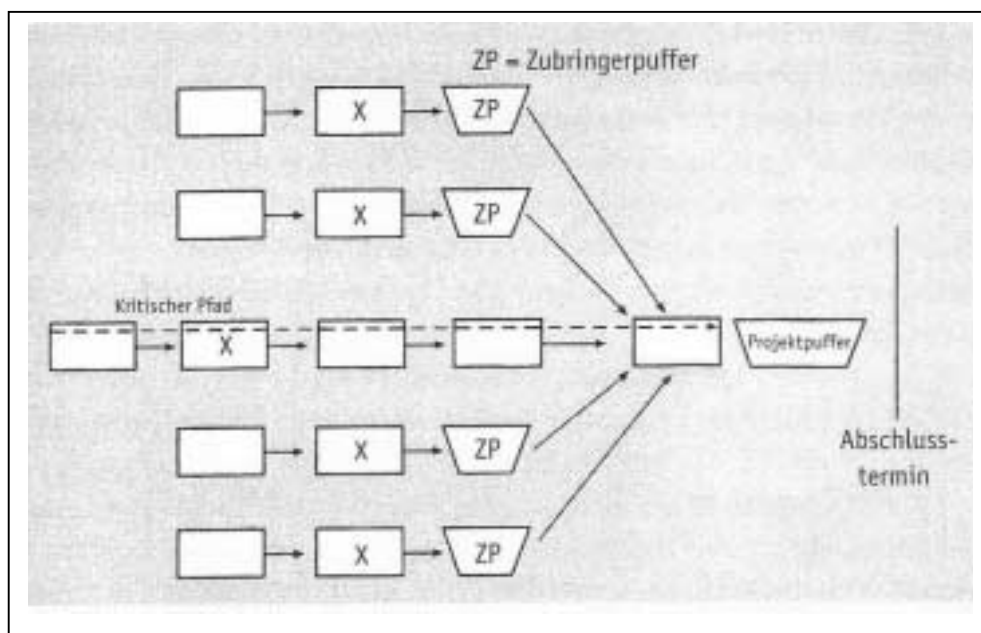 ZP = Zubringerpuffer
X
ZP
X
ZP
Kritischer Pfad
X
Projektpuffer
X
ZP
Abschluss-
termin
X
ZP